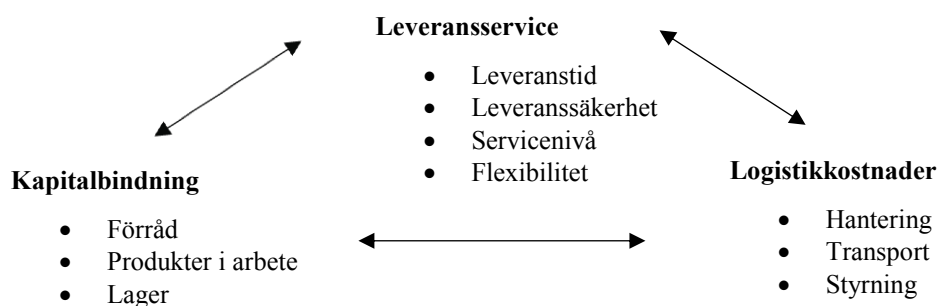 Leveransservice
• Leveranstid
• Leveranssäkerhet
• Servicenivå
• Flexibilitet
Kapitalbindning
• Förråd
• Produkter i arbete
• Lager
Logistikkostnader
• Hantering
• Transport
• Styrning